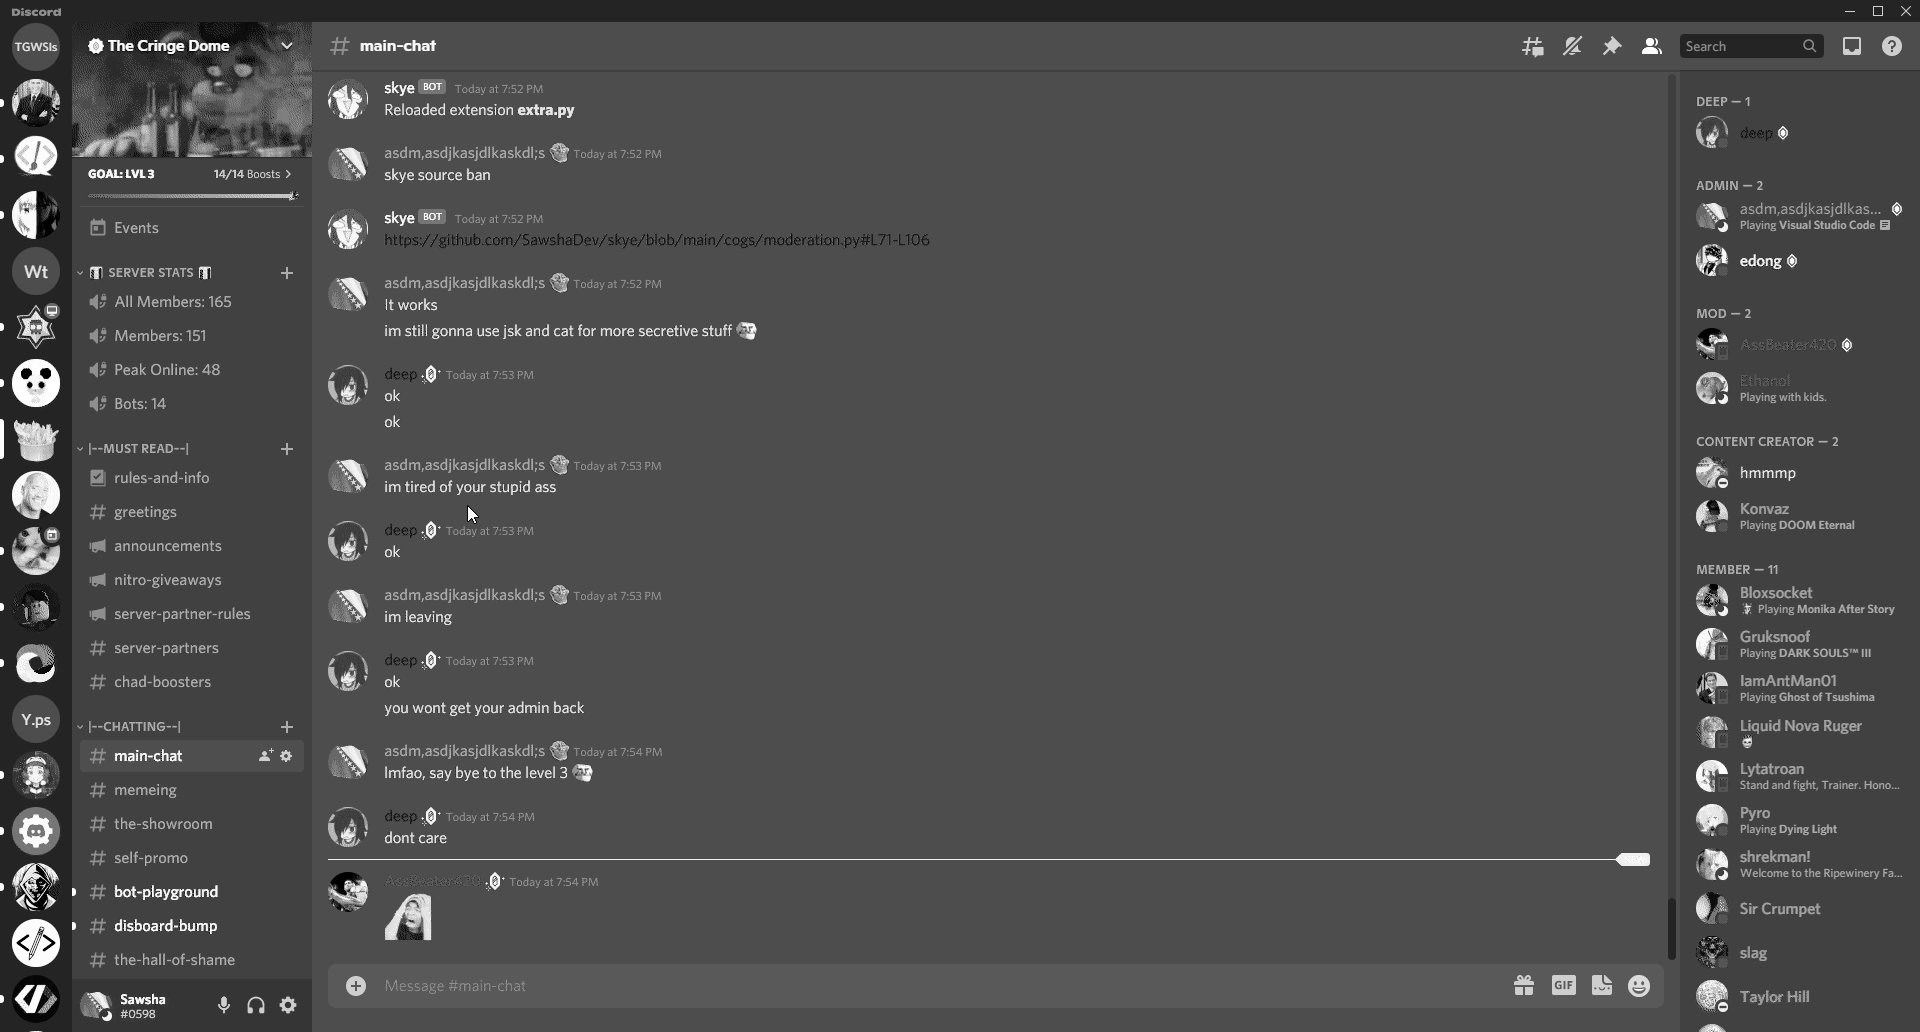 Discord
TGWSIs
Wt
Y.ps
The Cringe Dome
GOAL: LVL 3 14/14 Boosts
Events
SERVER STATS
All Members: 165
Members: 151
Peak Online: 48
Bots: 14
|--MUST READ--|
rules-and-info
greetings
announcements
nitro-giveaways
server-partner-rules
server-partners
chad-boosters
|--CHATTING--|
main-chat
memeing
the-showroom
self-promo
bot-playground
disboard-bump
the-hall-of-shame
Sawsha
#0598
main-chat
Search
skye BOT Today at 7:52 PM
Reloaded extension extra.py
asdm,asdjkasjdlkaskdl;s Today at 7:52 PM
skye source ban
skye BOT Today at 7:52 PM
https://github.com/SawshaDev/skye/blob/main/cogs/moderation.py#L71-L106
asdm,asdjkasjdlkaskdl;s Today at 7:52 PM
It works
im still gonna use jsk and cat for more secretive stuff
deep Today at 7:53 PM
ok
ok
asdm,asdjkasjdlkaskdl;s Today at 7:53 PM
im tired of your stupid ass
deep Today at 7:53 PM
ok
asdm,asdjkasjdlkaskdl;s Today at 7:53 PM
im leaving
deep Today at 7:53 PM
ok
you wont get your admin back
asdm,asdjkasjdlkaskdl;s Today at 7:54 PM
lmfao, say bye to the level 3
deep Today at 7:54 PM
dont care
AssBeater420 Today at 7:54 PM
Message #main-chat
GIF
DEEP — 1
deep
ADMIN — 2
asdm,asdjkasjdlkas...
Playing Visual Studio Code
edong
MOD — 2
AssBeater420
Ethanol
Playing with kids.
CONTENT CREATOR — 2
hmmmp
Konvaz
Playing DOOM Eternal
MEMBER — 11
Bloxsocket
Playing Monika After Story
Gruksnoof
Playing DARK SOULS™ III
IamAntMan01
Playing Ghost of Tsushima
Liquid Nova Ruger
Lytatroan
Stand and fight, Trainer. Hono...
Pyro
Playing Dying Light
shrekman!
Welcome to the Ripewinery Fa...
Sir Crumpet
slag
Taylor Hill